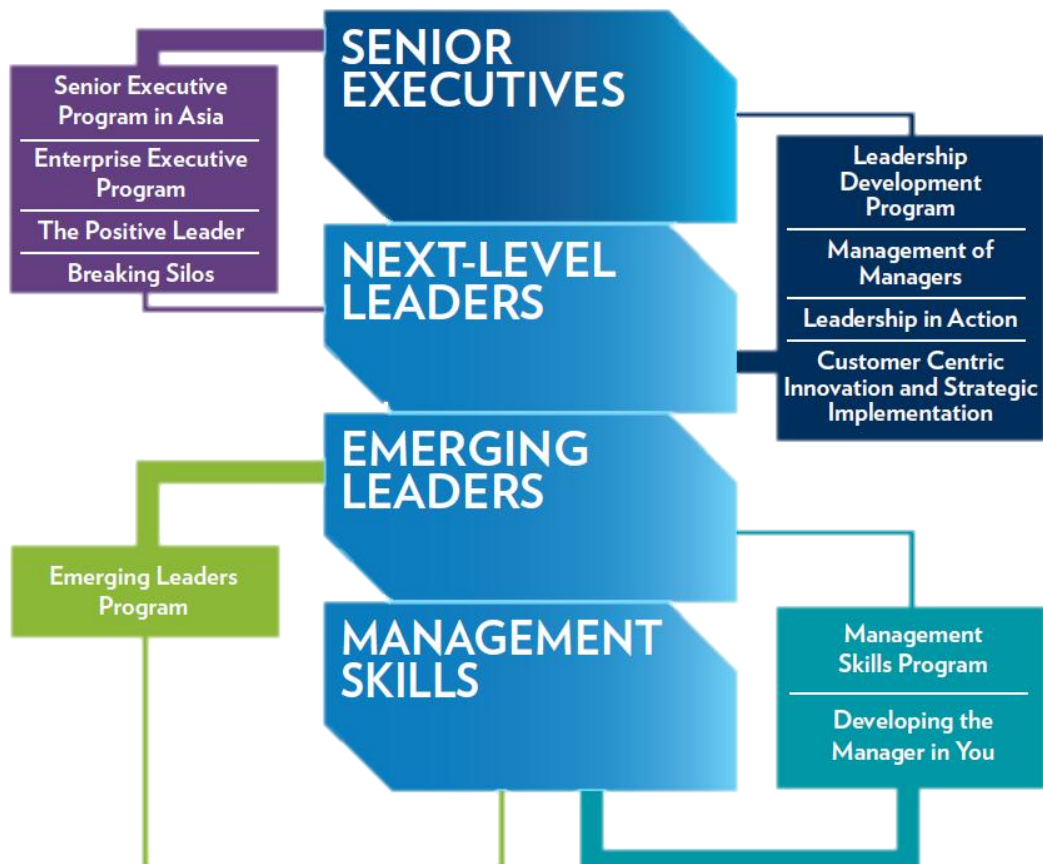 SENIOR
EXECUTIVES
Senior Executive
Program in Asia
Enterprise Executive
Program
The Positive Leader
Breaking Silos
Leadership
Development
Program
Management of
Managers
Leadership in Action
Customer Centric
Innovation and Strategic
Implementation
NEXT-LEVEL
LEADERS
EMERGING
LEADERS
Emerging Leaders
Program
MANAGEMENT
SKILLS
Management
Skills Program
Developing the
Manager in You